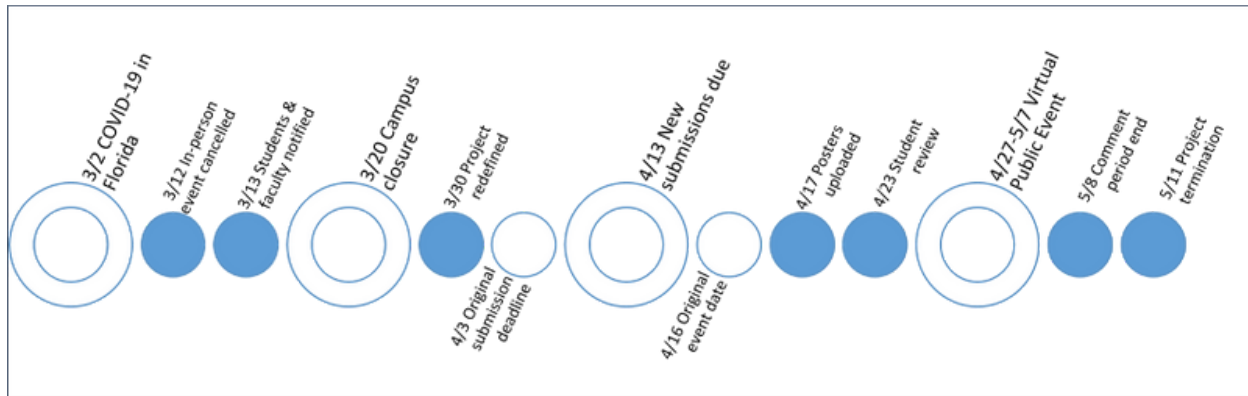 3/2 COVID-19 in
Florida
3/12 In-person
event cancelled
3/13 Students &
faculty notified
3/20 Campus
closure
3/30 Project
redefined
4/3 Original
submission
deadline
4/13 New
submissions due
4/16 Original
event date
4/17 Posters
uploaded
4/23 Student
review
4/27-5/7 Virtual
Public Event
5/8 Comment
period end
5/11 Project
termination